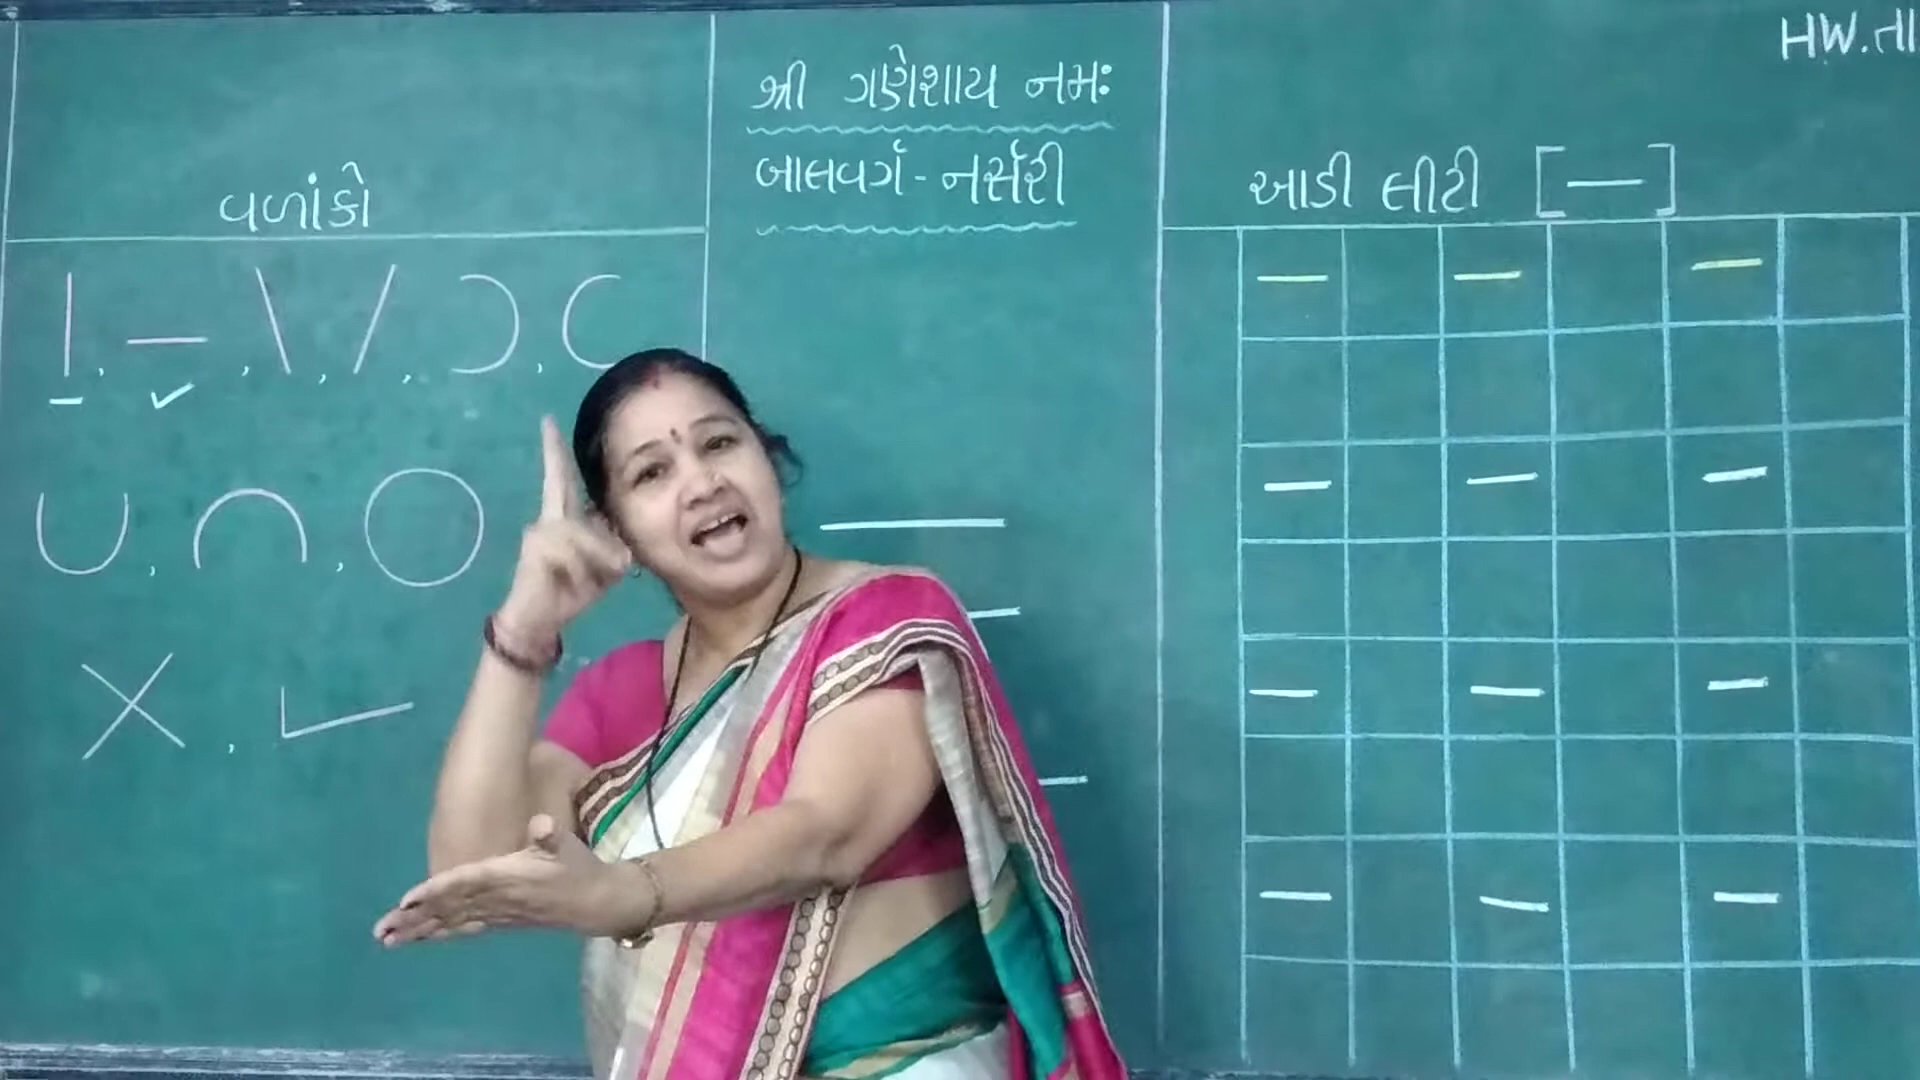 વળાંકો
શ્રી ગણેશાય નમઃ
બાલવર્ગ - નર્સરી
HW.તા
આડી લીટી [—]